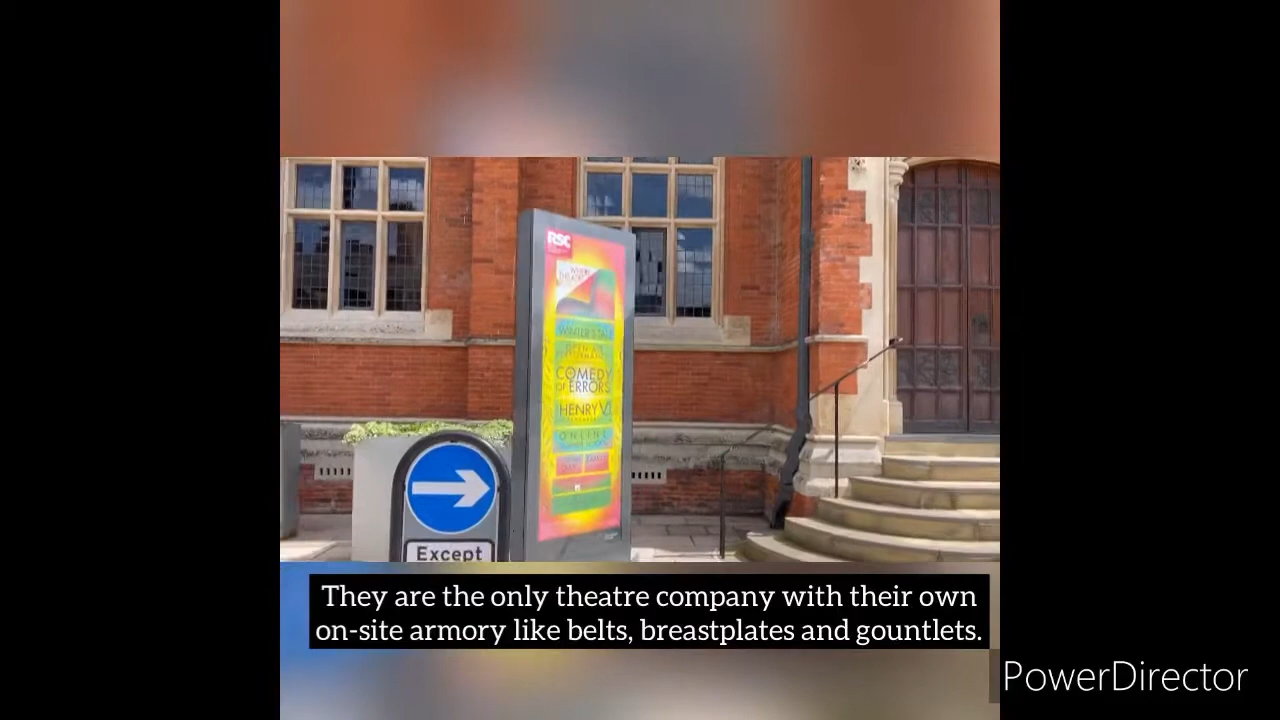 RSC
WINTER'S TALE
COMEDY
OF ERRORS
HENRY VI
ONLINE
Except
They are the only theatre company with their own
on-site armory like belts, breastplates and gountlets.
PowerDirector